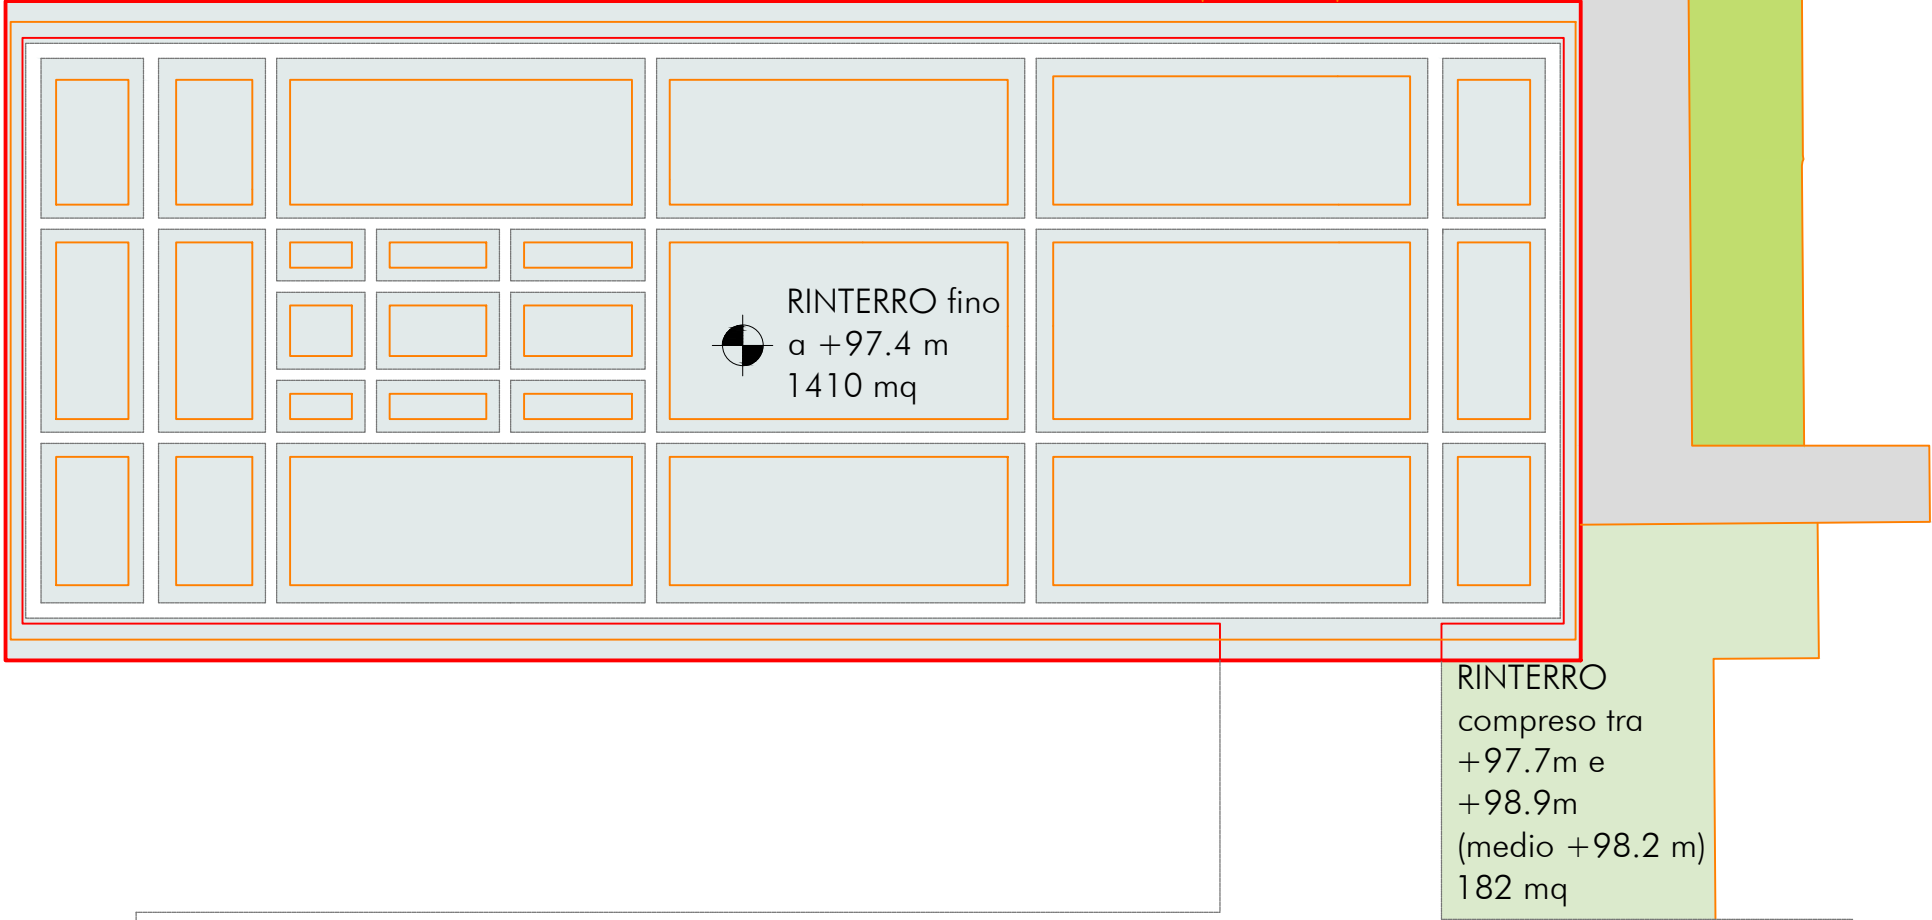 RINTERRO fino
a +97.4 m
1410 mq
RINTERRO
compreso tra
+97.7m e
+98.9m
(medio +98.2 m)
182 mq